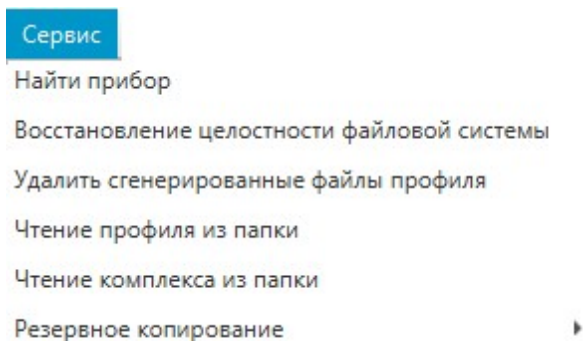 Сервис
Найти прибор
Восстановление целостности файловой системы
Удалить сгенерированные файлы профиля
Чтение профиля из папки
Чтение комплекса из папки
Резервное копирование